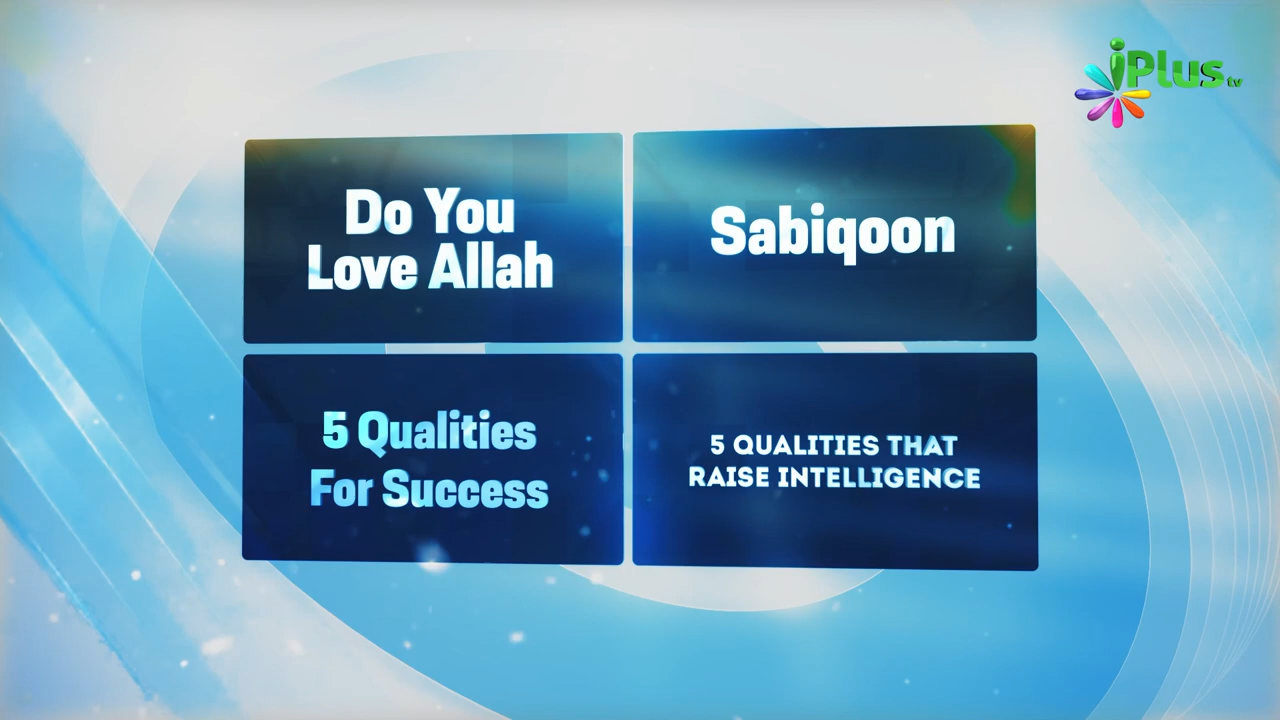 iPlus tv
Do You
Love Allah
Sabiqoon
5 Qualities
For Success
5 QUALITIES THAT
RAISE INTELLIGENCE